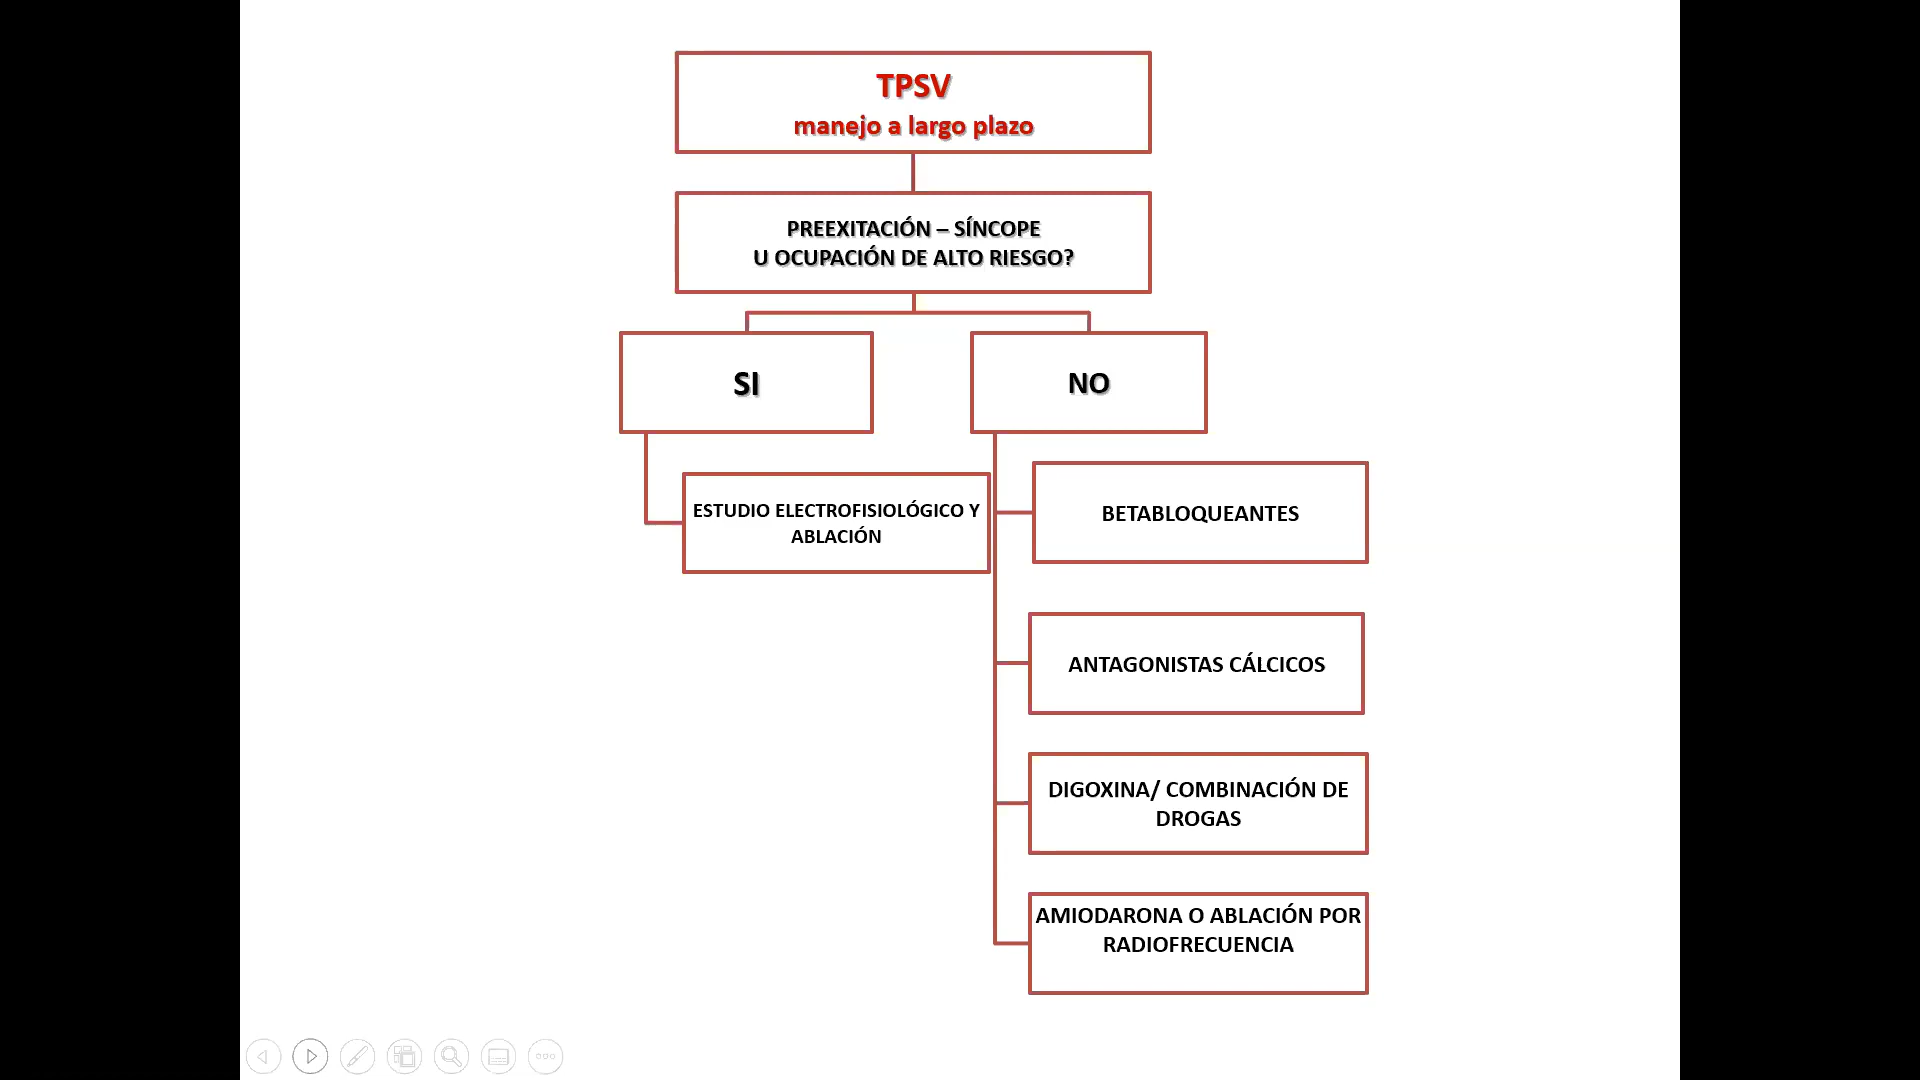 TPSV
manejo a largo plazo
PREEXITACIÓN – SÍNCOPE
U OCUPACIÓN DE ALTO RIESGO?
SI
NO
ESTUDIO ELECTROFISIOLÓGICO Y
ABLACIÓN
BETABLOQUEANTES
ANTAGONISTAS CÁLCICOS
DIGOXINA/ COMBINACIÓN DE
DROGAS
AMIODARONA O ABLACIÓN POR
RADIOFRECUENCIA